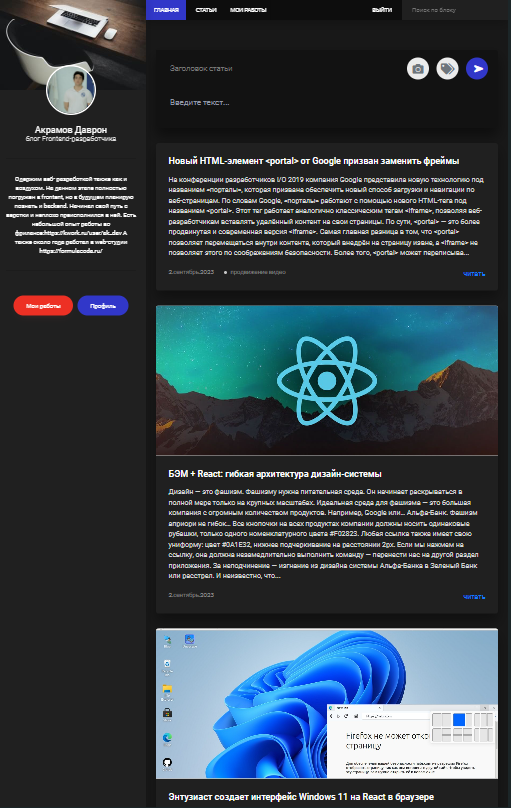 ГЛАВНАЯ
СТАТЬИ
МОИ РАБОТЫ
ВЫЙТИ
Поиск по блогу
Акрамов Даврон
блог Frontend-разработчика
Одержим веб-разработкой также как и
воздухом. На данном этапе полностью
погружен в frontent, но в будущем планирую
познать и backend. Начинал свой путь с
верстки и неплохо преисполнился в ней. Есть
небольшой опыт работы во
фрилансе:https://kwork.ru/user/ak.dev А
также около года работал в web-студии
https://formulacode.ru/
Мои работы
Профиль
Заголовок статьи
Введите текст...
Новый HTML-элемент <portal> от Google призван заменить фреймы
На конференции разработчиков I/O 2019 компания Google представила новую технологию под
названием «порталы», которая призвана обеспечить новый способ загрузки и навигации по
веб-страницам. По словам Google, «порталы» работают с помощью нового HTML-тега под
названием <portal>. Этот тег работает аналогично классическим тегам <iframe>, позволяя веб-
разработчикам вставлять удалённый контент на свои страницы. По сути, <portal> — это более
продвинутая и современная версия <iframe>. Самая главная разница в том, что <portal>
позволяет перемещаться внутри контента, который внедрён на страницу извне, а <iframe> не
позволяет этого по соображениям безопасности. Более того, <portal> может переписыва...
2.сентябрь.2023
продвижение видео
читать
БЭМ + React: гибкая архитектура дизайн-системы
Дизайн — это фашизм. Фашизму нужна питательная среда. Он начинает раскрываться в
полной мере только на крупных масштабах. Идеальная среда для фашизма — это большая
компания с огромным количеством продуктов. Например, Google или... Альфа-Банк. Фашизм
априори не гибок... Все кнопочки на всех продуктах компании должны носить одинаковые
рубашки, только одного номенклатурного цвета #F02823. Любая ссылка также имеет свою
униформу: цвет #0A1E32, нижнее подчеркивание на расстоянии 2px. Если мы нажмем на
ссылку, она должна незамедлительно выполнить команду — перенести нас на другой раздел
приложения. За неподчинение — изгнание из дизайна системы Альфа-Банка в Зеленый Банк
или расстрел. И неизвестно, что...
2.сентябрь.2023
читать
Firefox не может откр
страницу
Энтузиаст создает интерфейс Windows 11 на React в браузере